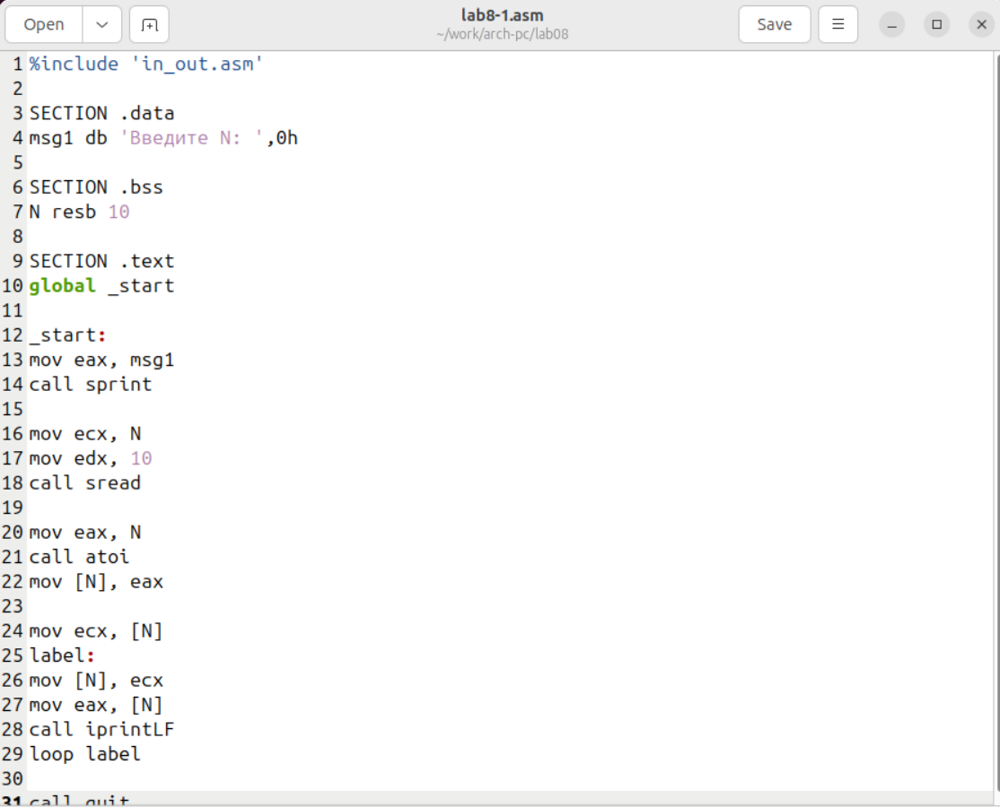 Open
lab8-1.asm
~/work/arch-pc/lab08
Save
1 %include 'in_out.asm'
2
3 SECTION .data
4 msg1 db 'Введите N: ',0h
5
6 SECTION .bss
7 N resb 10
8
9 SECTION .text
10 global _start
11
12 _start:
13 mov eax, msg1
14 call sprint
15
16 mov ecx, N
17 mov edx, 10
18 call sread
19
20 mov eax, N
21 call atoi
22 mov [N], eax
23
24 mov ecx, [N]
25 label:
26 mov [N], ecx
27 mov eax, [N]
28 call iprintLF
29 loop label
30
31 call quit